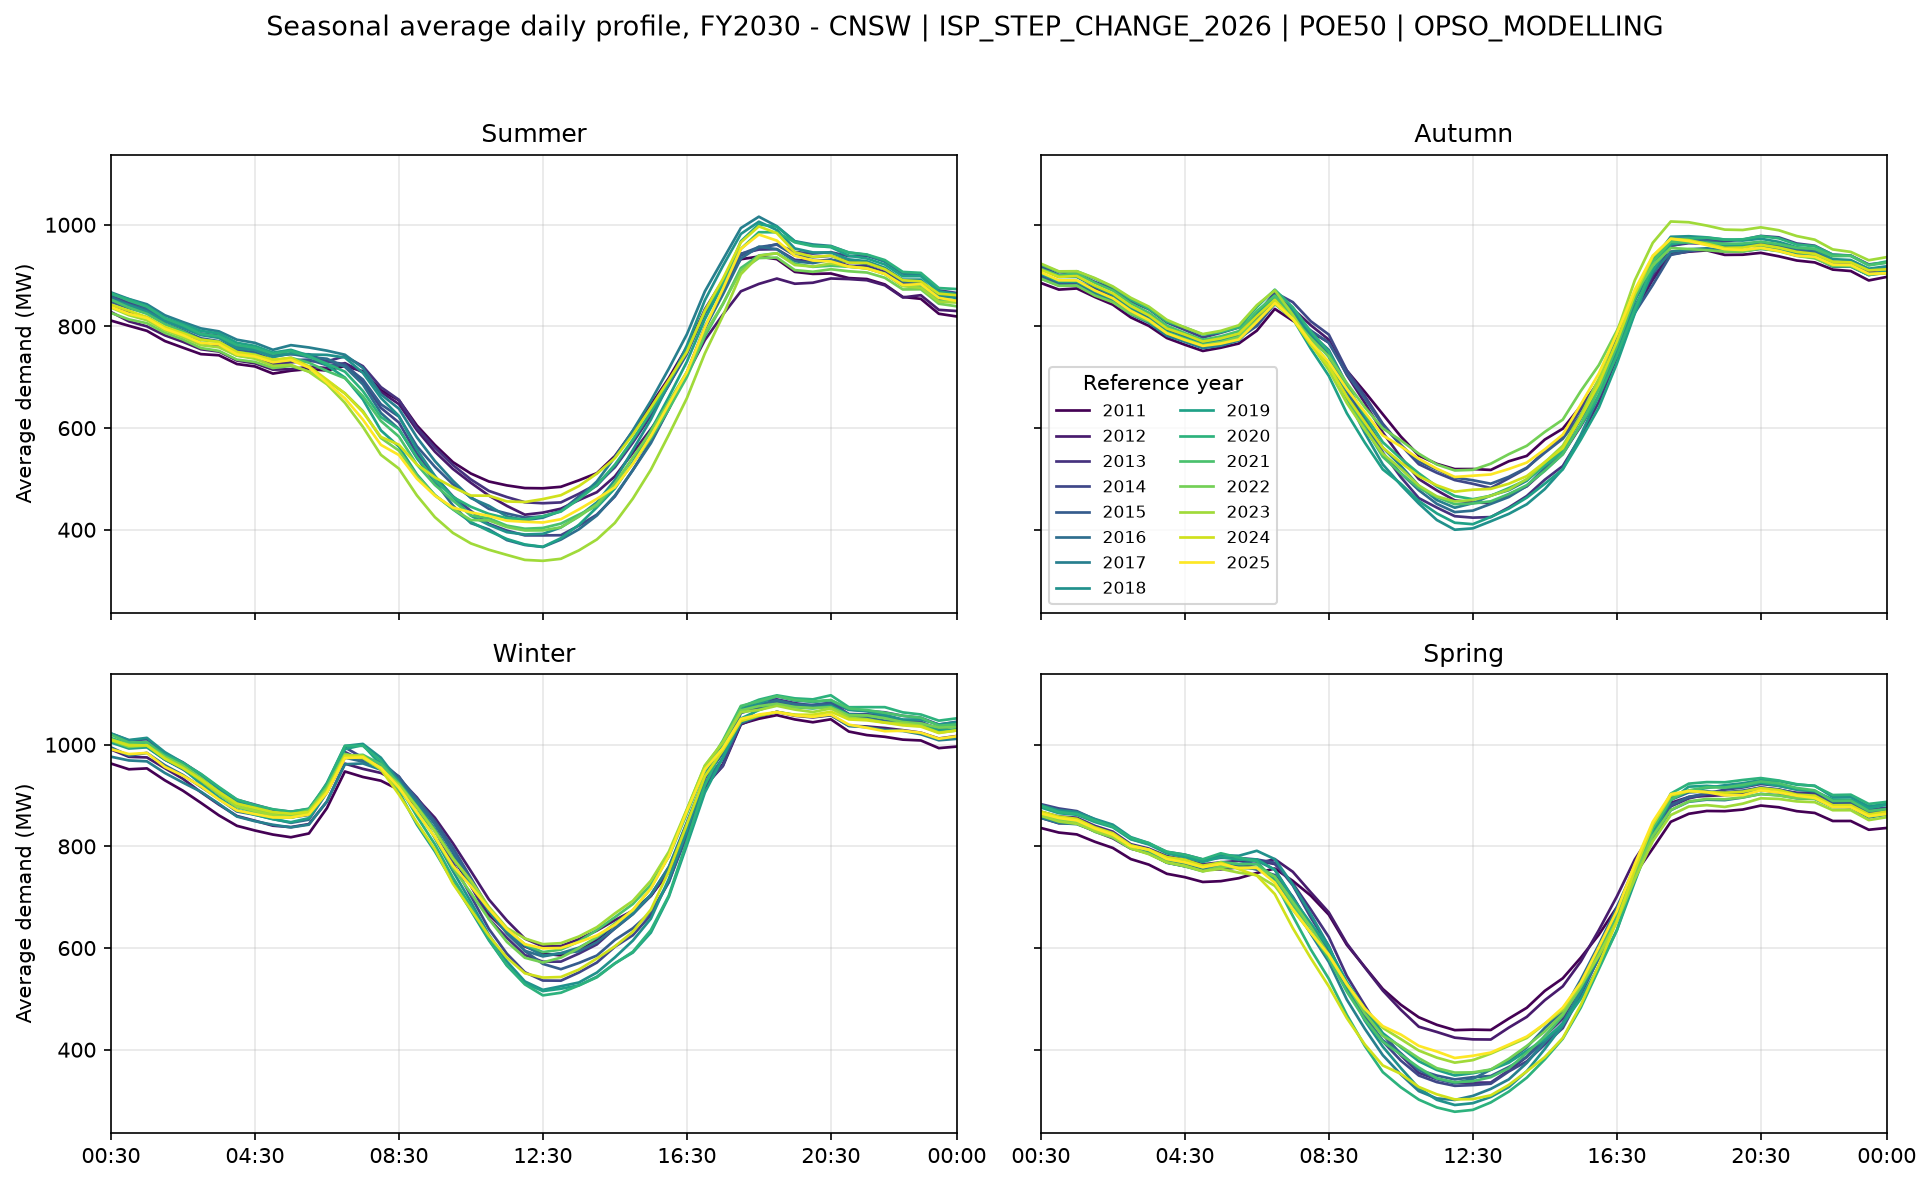 Seasonal average daily profile, FY2030 - CNSW | ISP_STEP_CHANGE_2026 | POE50 | OPSO_MODELLING
Summer
Autumn
Average demand (MW)
1000
800
600
400
Reference year
2011
2012
2013
2014
2015
2016
2017
2018
2019
2020
2021
2022
2023
2024
2025
Winter
Spring
Average demand (MW)
1000
800
600
400
00:30 04:30 08:30 12:30 16:30 20:30 00:00
00:30 04:30 08:30 12:30 16:30 20:30 00:00